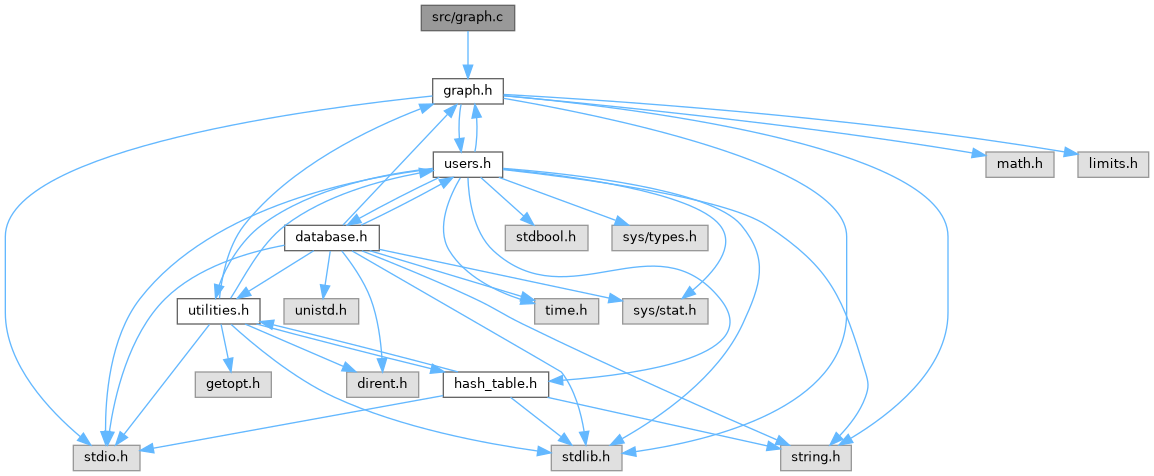 src/graph.c
graph.h
math.h
limits.h
users.h
database.h
stdbool.h
sys/types.h
utilities.h
unistd.h
time.h
sys/stat.h
getopt.h
dirent.h
hash_table.h
stdio.h
stdlib.h
string.h